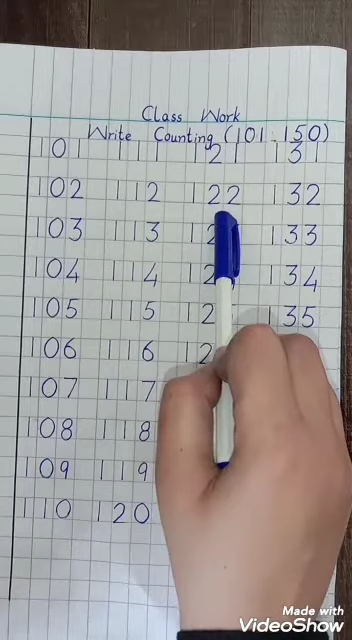 Class Work
Write Counting (101-150)
101 111 121 131
102 112 122 132
103 113 133
104 114 134
105 115 135
106 116
107 117
108 118
109 119
110 120
Made with
VideoShow